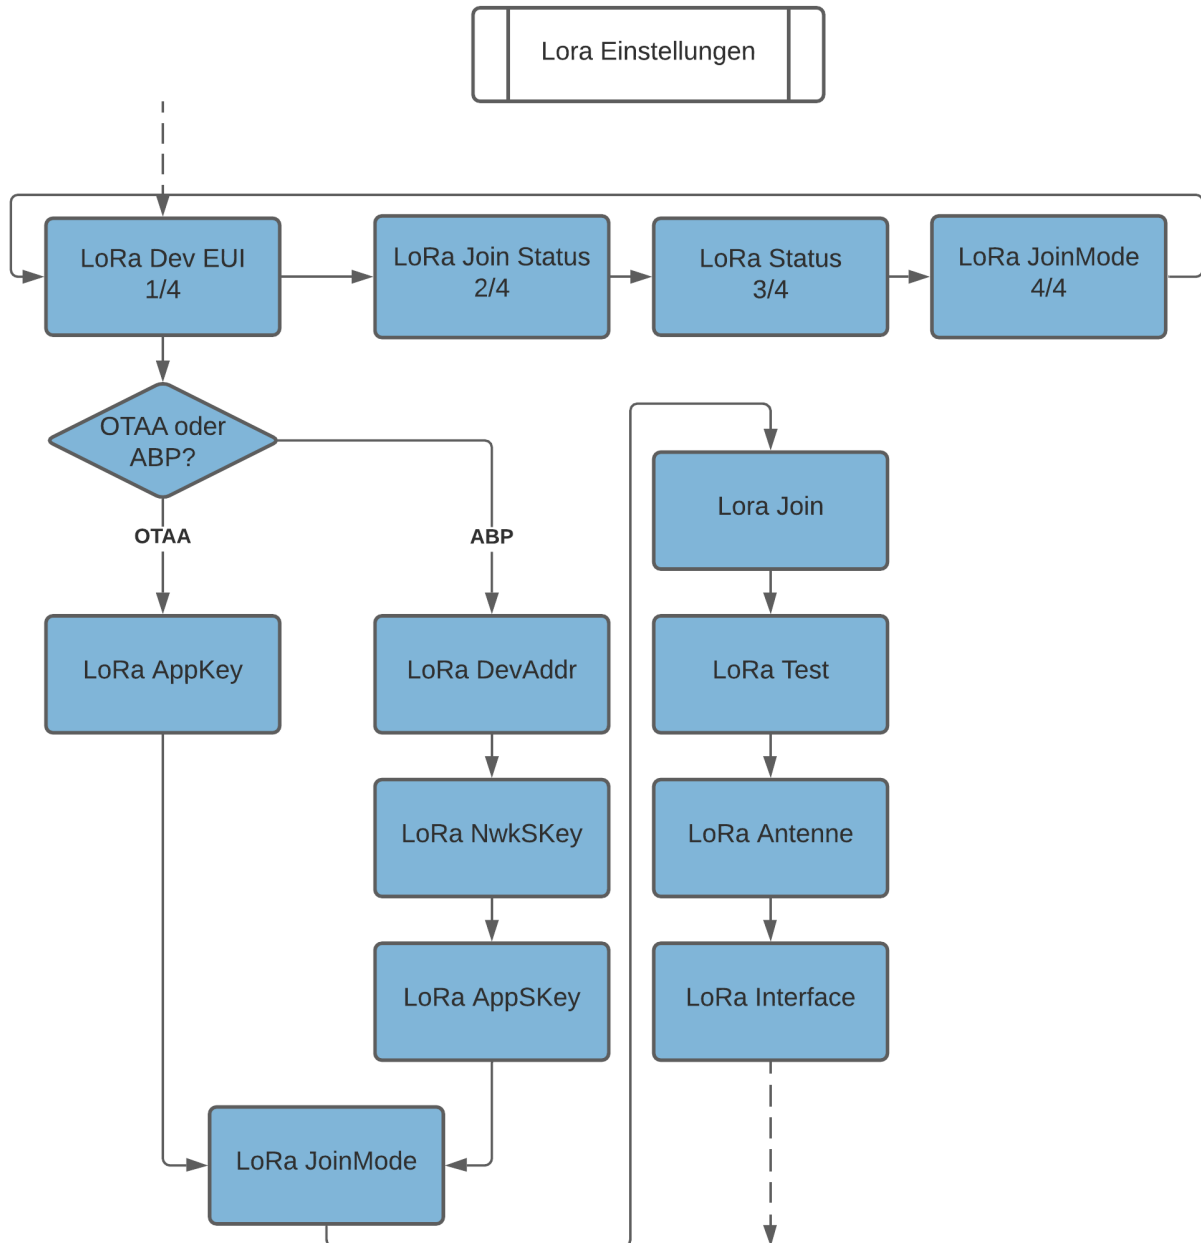 Lora Einstellungen
LoRa Dev EUI
1/4
LoRa Join Status
2/4
LoRa Status
3/4
LoRa JoinMode
4/4
OTAA oder
ABP?
OTAA
ABP
LoRa AppKey
LoRa DevAddr
LoRa NwkSKey
LoRa AppSKey
LoRa JoinMode
Lora Join
LoRa Test
LoRa Antenne
LoRa Interface